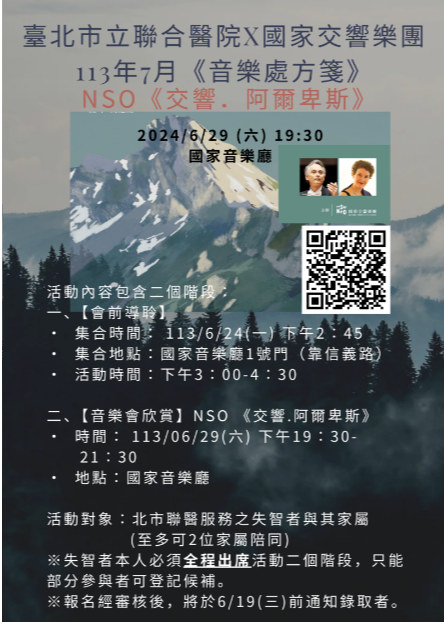 臺北市立聯合醫院X國家交響樂團
113年7月《音樂處方箋》
NSO《交響．阿爾卑斯》
2024/6/29 (六) 19:30
國家音樂廳
活動內容包含二個階段：
一、【會前導聆】
• 集合時間： 113/6/24(一) 下午2：45
• 集合地點：國家音樂廳1號門（靠信義路）
• 活動時間：下午3：00-4：30
二、【音樂會欣賞】NSO 《交響.阿爾卑斯》
• 時間： 113/06/29(六) 下午19：30-
21：30
• 地點：國家音樂廳
活動對象：北市聯醫服務之失智者與其家屬
(至多可2位家屬陪同)
※失智者本人必須全程出席活動二個階段，只能
部分參與者可登記候補。
※報名經審核後，將於6/19(三)前通知錄取者。